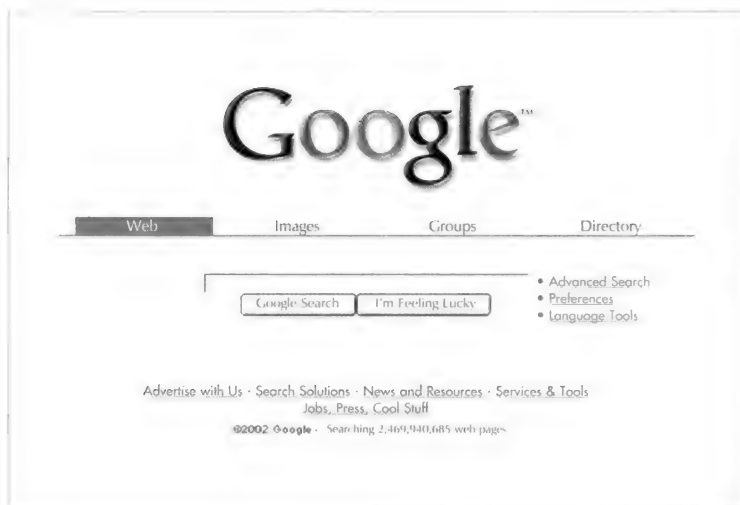 Google™
Web Images Groups Directory
• Advanced Search
Google Search I'm Feeling Lucky • Preferences
• Language Tools
Advertise with Us · Search Solutions · News and Resources · Services & Tools
Jobs, Press, Cool Stuff
©2002 Google - Searching 2,469,940,685 web pages